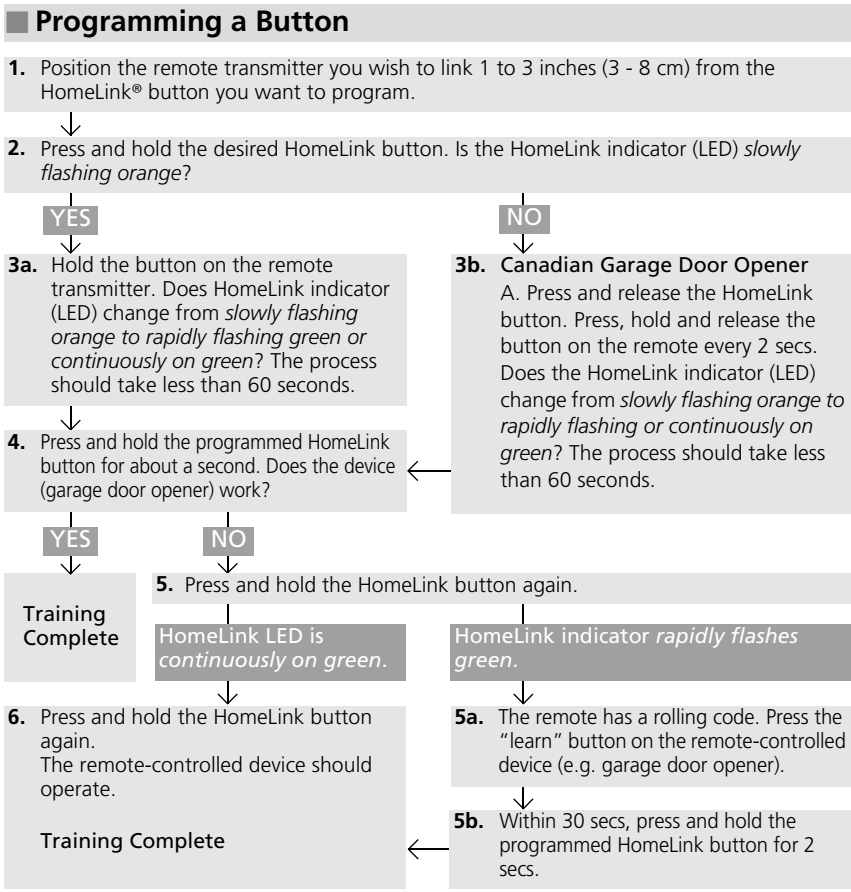 Programming a Button
1. Position the remote transmitter you wish to link 1 to 3 inches (3 - 8 cm) from the
HomeLink® button you want to program.
2. Press and hold the desired HomeLink button. Is the HomeLink indicator (LED) slowly
flashing orange?
YES
NO
3a. Hold the button on the remote
transmitter. Does HomeLink indicator
(LED) change from slowly flashing
orange to rapidly flashing green or
continuously on green? The process
should take less than 60 seconds.
3b. Canadian Garage Door Opener
A. Press and release the HomeLink
button. Press, hold and release the
button on the remote every 2 secs.
Does the HomeLink indicator (LED)
change from slowly flashing orange to
rapidly flashing or continuously on
green? The process should take less
than 60 seconds.
4. Press and hold the programmed HomeLink
button for about a second. Does the device
(garage door opener) work?
YES
NO
Training
Complete
5. Press and hold the HomeLink button again.
HomeLink LED is
continuously on green.
HomeLink indicator rapidly flashes
green.
6. Press and hold the HomeLink button
again.
The remote-controlled device should
operate.
Training Complete
5a. The remote has a rolling code. Press the
“learn” button on the remote-controlled
device (e.g. garage door opener).
5b. Within 30 secs, press and hold the
programmed HomeLink button for 2
secs.